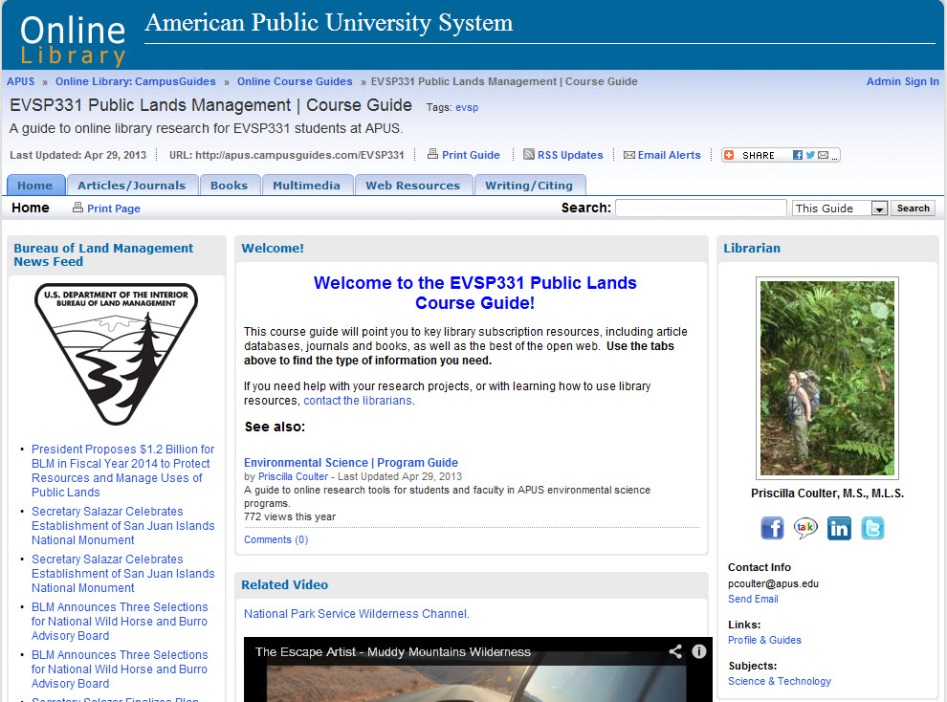 Online
Library
American Public University System
APUS » Online Library: CampusGuides » Online Course Guides » EVSP331 Public Lands Management | Course Guide
Admin Sign In
EVSP331 Public Lands Management | Course Guide Tags: evsp
A guide to online library research for EVSP331 students at APUS.
Last Updated: Apr 29, 2013 URL: http://apus.campusguides.com/EVSP331 Print Guide RSS Updates Email Alerts SHARE ...
Home Articles/Journals Books Multimedia Web Resources Writing/Citing
Home Print Page Search: This Guide Search
Bureau of Land Management
News Feed
U.S. DEPARTMENT OF THE INTERIOR
BUREAU OF LAND MANAGEMENT
President Proposes $1.2 Billion for
BLM in Fiscal Year 2014 to Protect
Resources and Manage Uses of
Public Lands
Secretary Salazar Celebrates
Establishment of San Juan Islands
National Monument
Secretary Salazar Celebrates
Establishment of San Juan Islands
National Monument
BLM Announces Three Selections
for National Wild Horse and Burro
Advisory Board
BLM Announces Three Selections
for National Wild Horse and Burro
Advisory Board
Secretary Salazar Finalizes Plan
Welcome!
Welcome to the EVSP331 Public Lands
Course Guide!
This course guide will point you to key library subscription resources, including article
databases, journals and books, as well as the best of the open web. Use the tabs
above to find the type of information you need.
If you need help with your research projects, or with learning how to use library
resources, contact the librarians.
See also:
Environmental Science | Program Guide
by Priscilla Coulter - Last Updated Apr 29, 2013
A guide to online research tools for students and faculty in APUS environmental science
programs.
772 views this year
Comments (0)
Related Video
National Park Service Wilderness Channel.
The Escape Artist - Muddy Mountains Wilderness
Librarian
Priscilla Coulter, M.S., M.L.S.
f talk in t
Contact Info
pcoulter@apus.edu
Send Email
Links:
Profile & Guides
Subjects:
Science & Technology